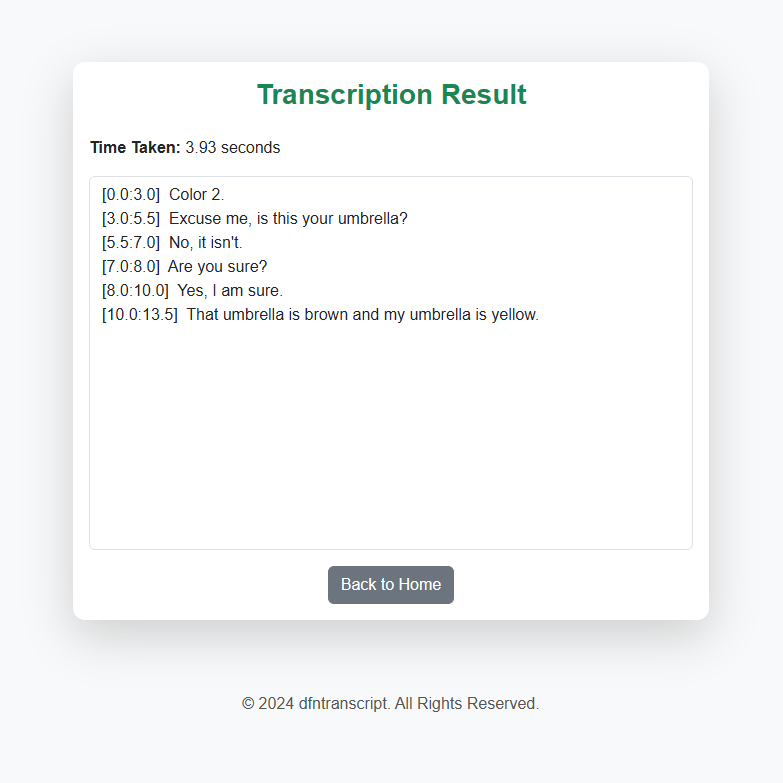 Transcription Result
Time Taken: 3.93 seconds
[0.0:3.0]  Color 2.
[3.0:5.5]  Excuse me, is this your umbrella?
[5.5:7.0]  No, it isn't.
[7.0:8.0]  Are you sure?
[8.0:10.0]  Yes, I am sure.
[10.0:13.5]  That umbrella is brown and my umbrella is yellow.
Back to Home
© 2024 dfntranscript. All Rights Reserved.